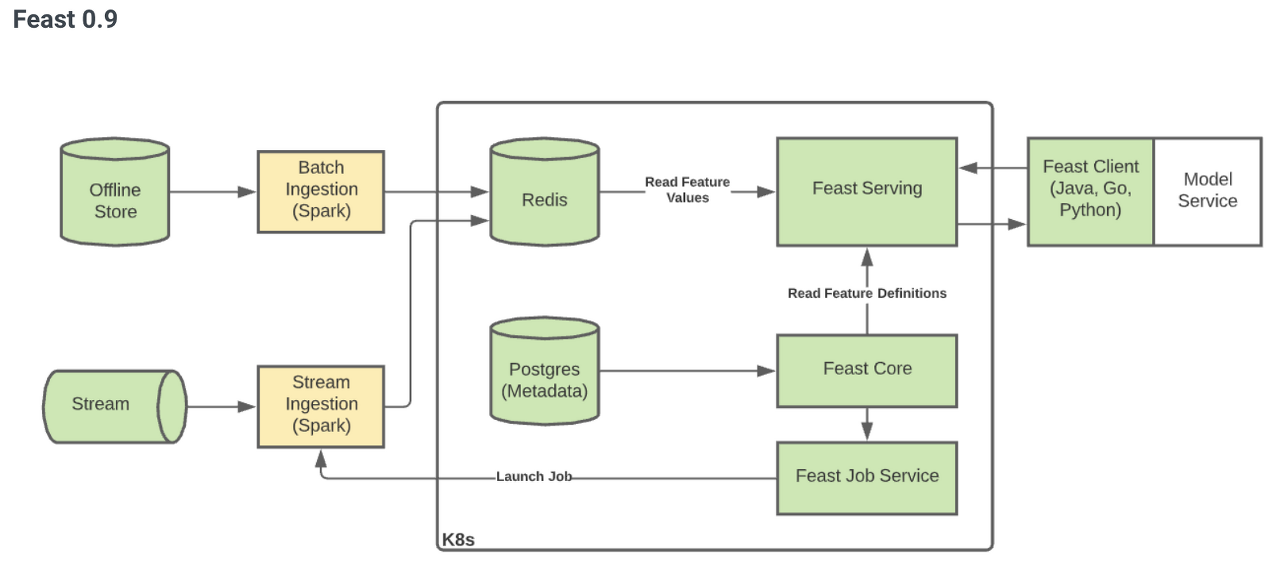 Feast 0.9
Offline
Store
Batch
Ingestion
(Spark)
Redis
Read Feature
Values
Feast Serving
Feast Client
(Java, Go,
Python)
Model
Service
Read Feature Definitions
Postgres
(Metadata)
Feast Core
Stream
Stream
Ingestion
(Spark)
Launch Job
Feast Job Service
K8s